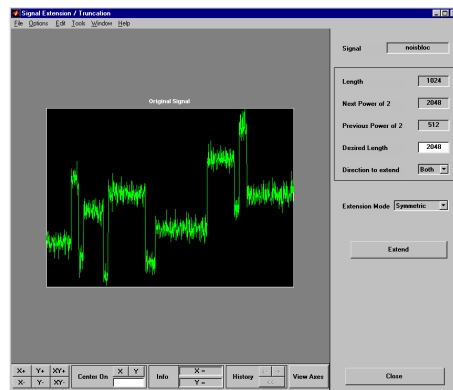 Signal Extension / Truncation
File Options Edit Tools Window Help
Signal noisbloc
Length 1024
Next Power of 2 2048
Previous Power of 2 512
Desired Length 2048
Direction to extend Both
Extension Mode Symmetric
Extend
Original Signal
X+ Y+ XY+
X- Y- XY-
Center On X Y
Info X =
Y =
History <- ->
<<-
View Axes
Close